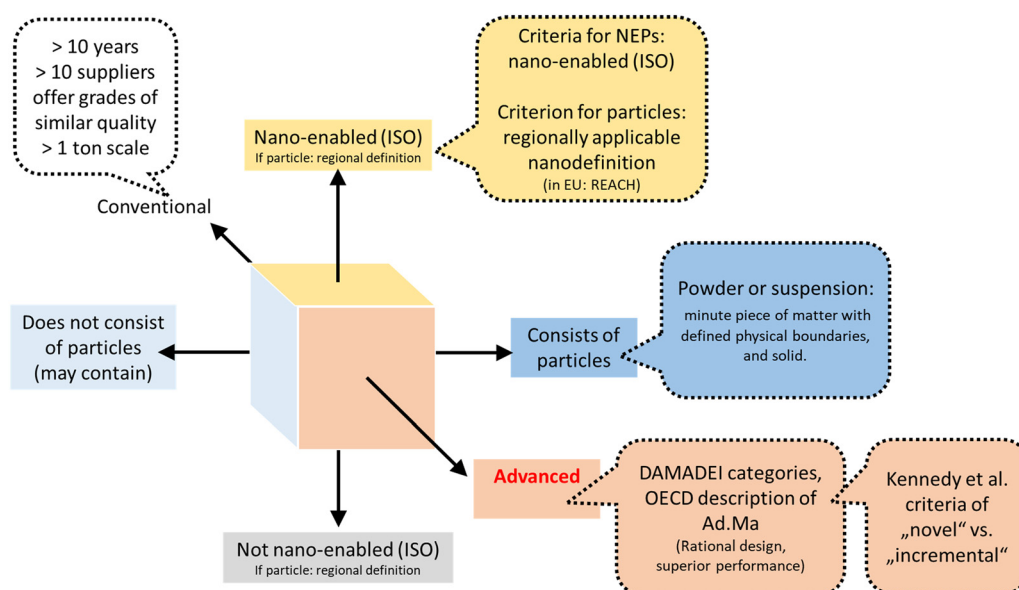 > 10 years
> 10 suppliers
offer grades of
similar quality
> 1 ton scale
Conventional
Nano-enabled (ISO)
If particle: regional definition
Criteria for NEPs:
nano-enabled (ISO)
Criterion for particles:
regionally applicable
nanodefinition
(in EU: REACH)
Does not consist
of particles
(may contain)
Consists of
particles
Powder or suspension:
minute piece of matter with
defined physical boundaries,
and solid.
Advanced
DAMADEI categories,
OECD description of
Ad.Ma
(Rational design,
superior performance)
Kennedy et al.
criteria of
„novel“ vs.
„incremental“
Not nano-enabled (ISO)
If particle: regional definition